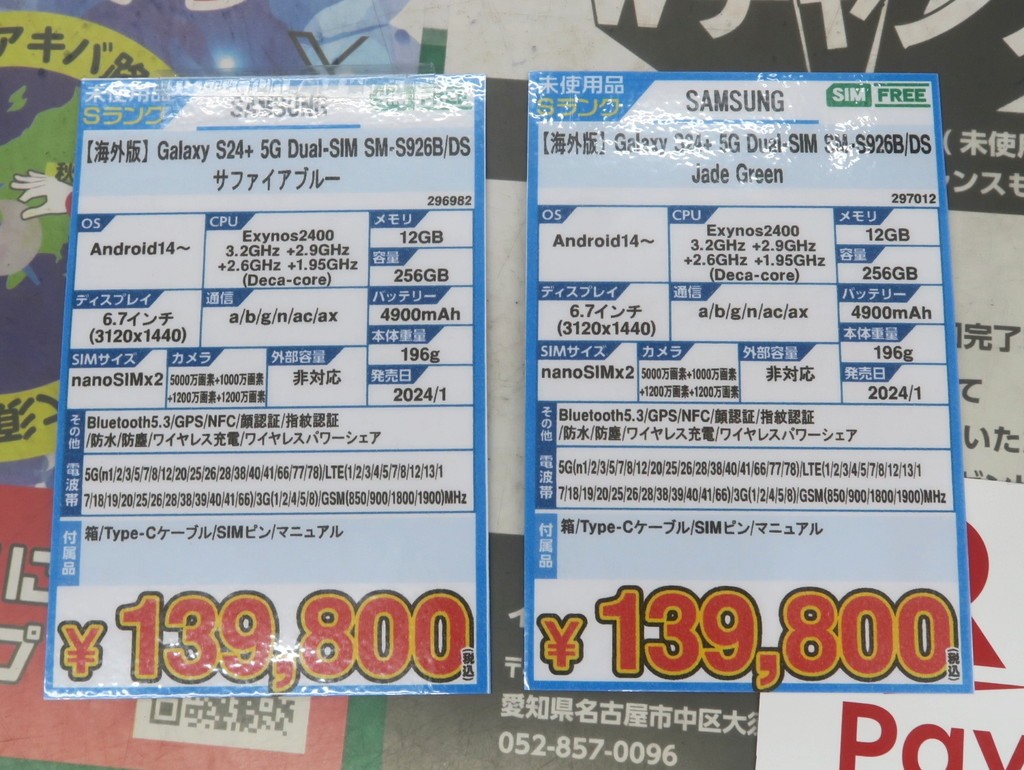 アキバ
秋
未使用品
Sランク
SAMSUNG
【海外版】Galaxy S24+ 5G Dual-SIM SM-S926B/DS
サファイアブルー
296982
OS
Android14～
CPU
Exynos2400
3.2GHz +2.9GHz
+2.6GHz +1.95GHz
(Deca-core)
メモリ
12GB
容量
256GB
ディスプレイ
6.7インチ
(3120x1440)
通信
a/b/g/n/ac/ax
バッテリー
4900mAh
本体重量
196g
SIMサイズ
nanoSIMx2
カメラ
5000万画素+1000万画素
+1200万画素+1200万画素
外部容量
非対応
発売日
2024/1
その他
Bluetooth5.3/GPS/NFC/顔認証/指紋認証
/防水/防塵/ワイヤレス充電/ワイヤレスパワーシェア
電波帯
5G(n1/2/3/5/7/8/12/20/25/26/28/38/40/41/66/77/78)/LTE(1/2/3/4/5/7/8/12/13/1
7/18/19/20/25/26/28/38/39/40/41/66)/3G(1/2/4/5/8)/GSM(850/900/1800/1900)MHz
付属品
箱/Type-Cケーブル/SIMピン/マニュアル
¥139,800(税込)
未使用品
Sランク
SAMSUNG
SIM FREE
【海外版】Galaxy S24+ 5G Dual-SIM SM-S926B/DS
Jade Green
297012
OS
Android14～
CPU
Exynos2400
3.2GHz +2.9GHz
+2.6GHz +1.95GHz
(Deca-core)
メモリ
12GB
容量
256GB
ディスプレイ
6.7インチ
(3120x1440)
通信
a/b/g/n/ac/ax
バッテリー
4900mAh
本体重量
196g
SIMサイズ
nanoSIMx2
カメラ
5000万画素+1000万画素
+1200万画素+1200万画素
外部容量
非対応
発売日
2024/1
その他
Bluetooth5.3/GPS/NFC/顔認証/指紋認証
/防水/防塵/ワイヤレス充電/ワイヤレスパワーシェア
電波帯
5G(n1/2/3/5/7/8/12/20/25/26/28/38/40/41/66/77/78)/LTE(1/2/3/4/5/7/8/12/13/1
7/18/19/20/25/26/28/38/39/40/41/66)/3G(1/2/4/5/8)/GSM(850/900/1800/1900)MHz
付属品
箱/Type-Cケーブル/SIMピン/マニュアル
¥139,800(税込)
(未使
ンスも
完了
て
いた
愛知県名古屋市中区大須
052-857-0096
Pay